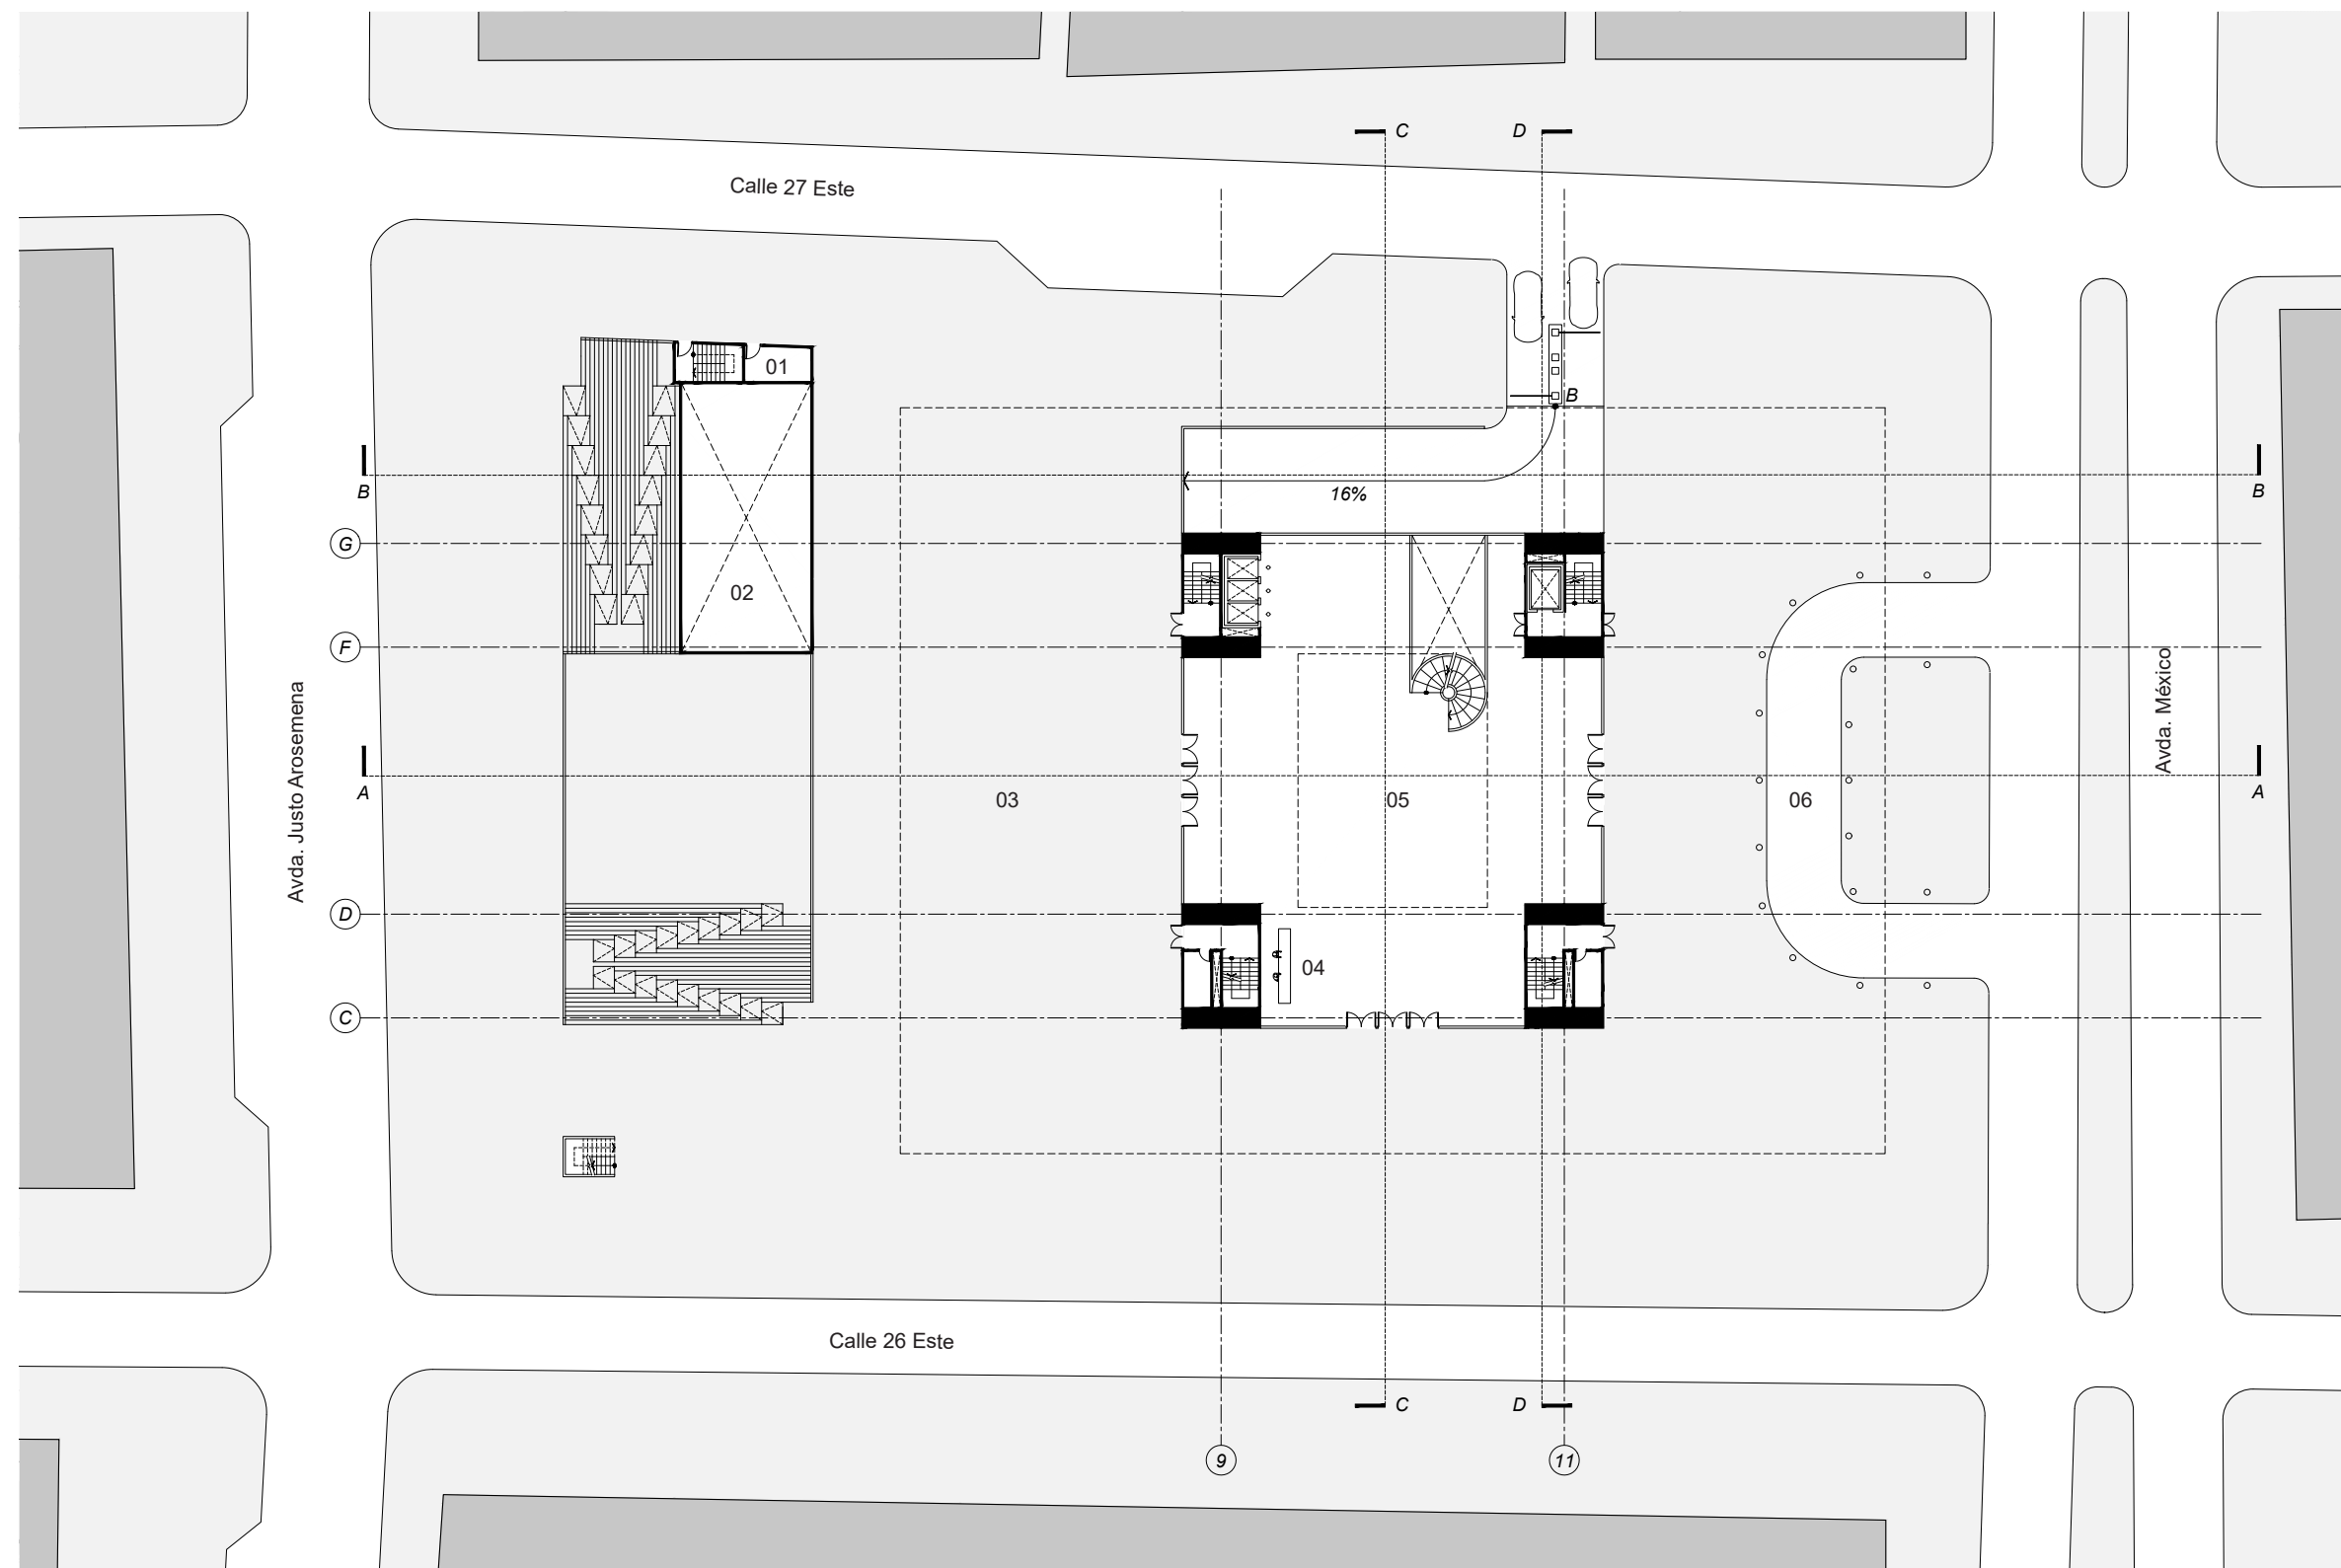 C
D
Calle 27 Este
01
B
B
B
16%
G
02
F
Avda. Justo Arosemena
Avda. México
A
03
05
06
A
D
04
C
Calle 26 Este
C
D
9
11